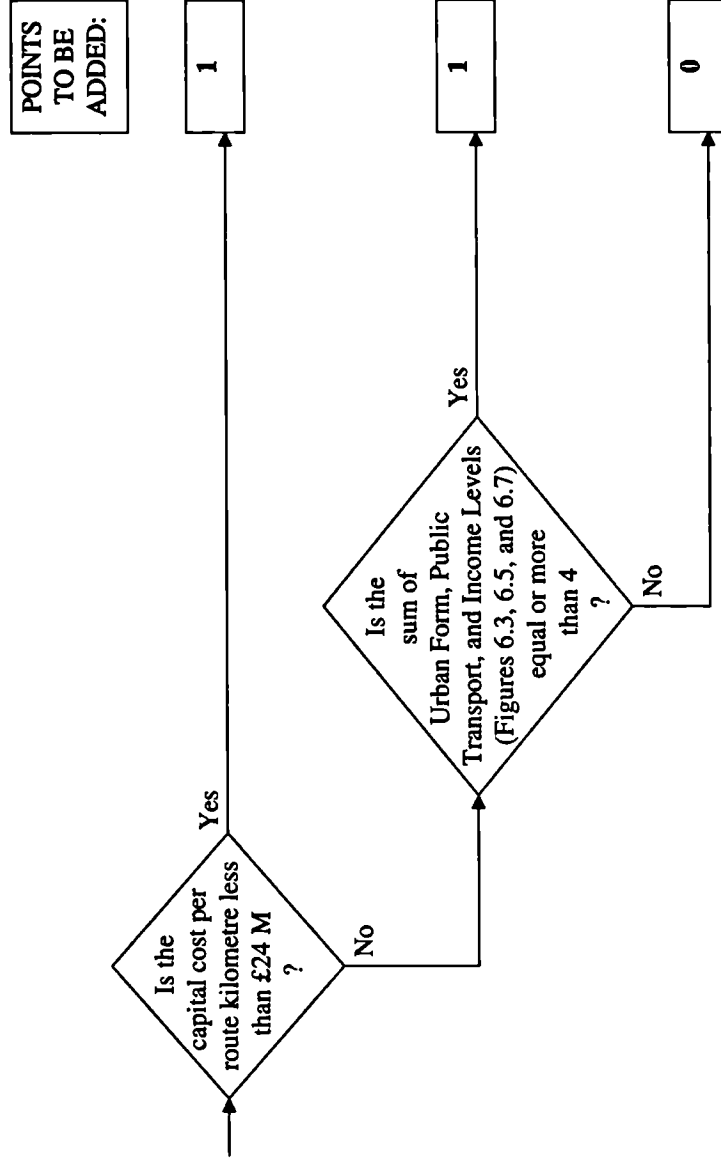 POINTS
TO BE
ADDED:
Is the
capital cost per
route kilometre less
than £24 M
?
Yes
1
No
Is the
sum of
Urban Form, Public
Transport, and Income Levels
(Figures 6.3, 6.5, and 6.7)
equal or more
than 4
?
Yes
1
No
0